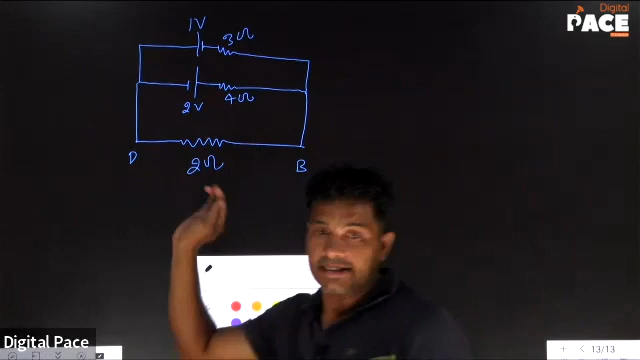 Digital
PACE
1V
3Ω
2V
4Ω
D
2Ω
B
Digital Pace
13/13